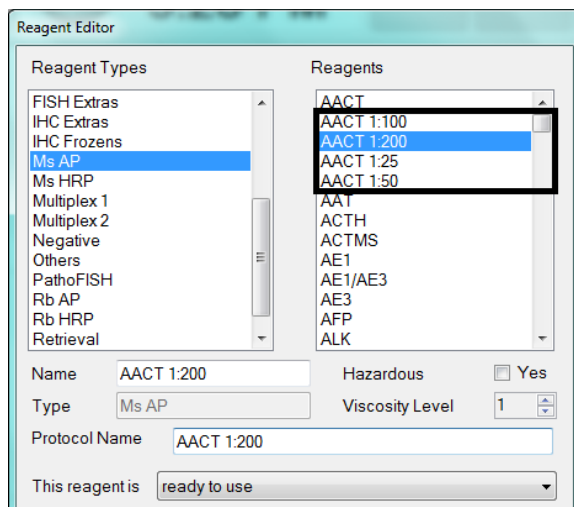 Reagent Editor
Reagent Types
Reagents
FISH Extras
IHC Extras
IHC Frozens
Ms AP
Ms HRP
Multiplex 1
Multiplex 2
Negative
Others
PathoFISH
Rb AP
Rb HRP
Retrieval
AACT
AACT 1:100
AACT 1:200
AACT 1:25
AACT 1:50
AAT
ACTH
ACTMS
AE1
AE1/AE3
AE3
AFP
ALK
Name AACT 1:200
Hazardous Yes
Type Ms AP
Viscosity Level 1
Protocol Name AACT 1:200
This reagent is ready to use